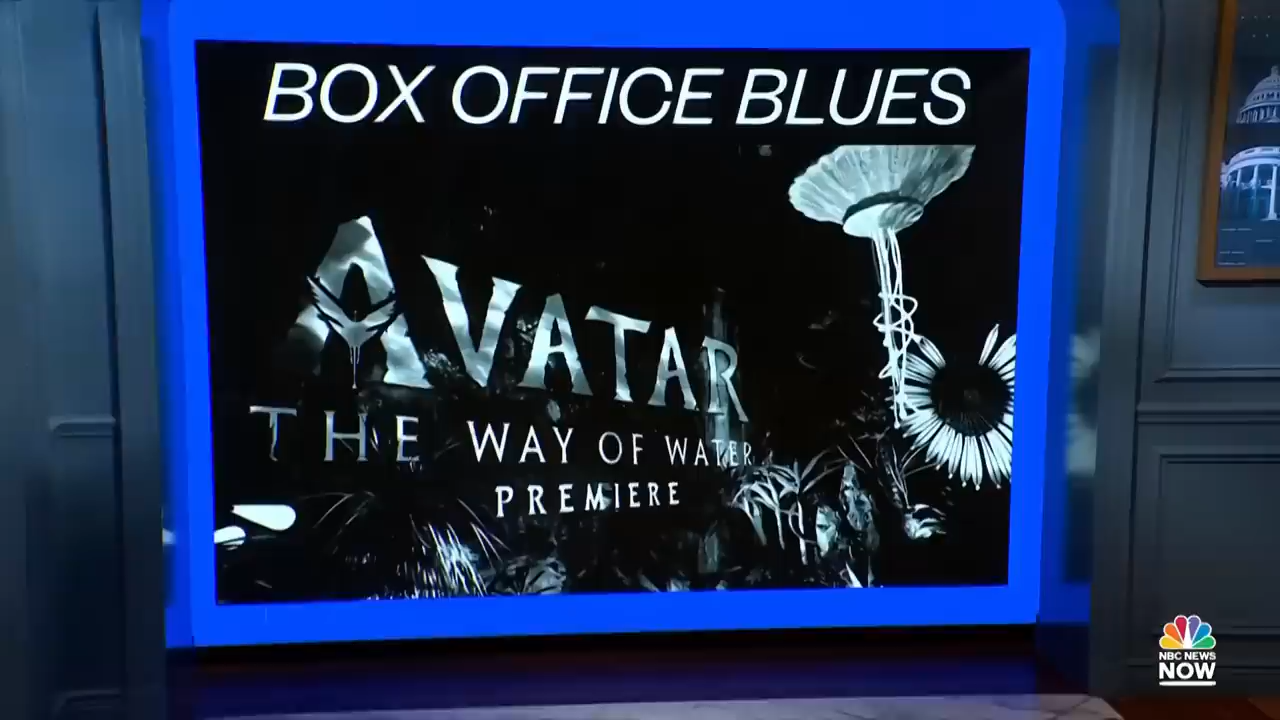 BOX OFFICE BLUES
AVATAR
THE WAY OF WATER
PREMIERE
NBC NEWS
NOW